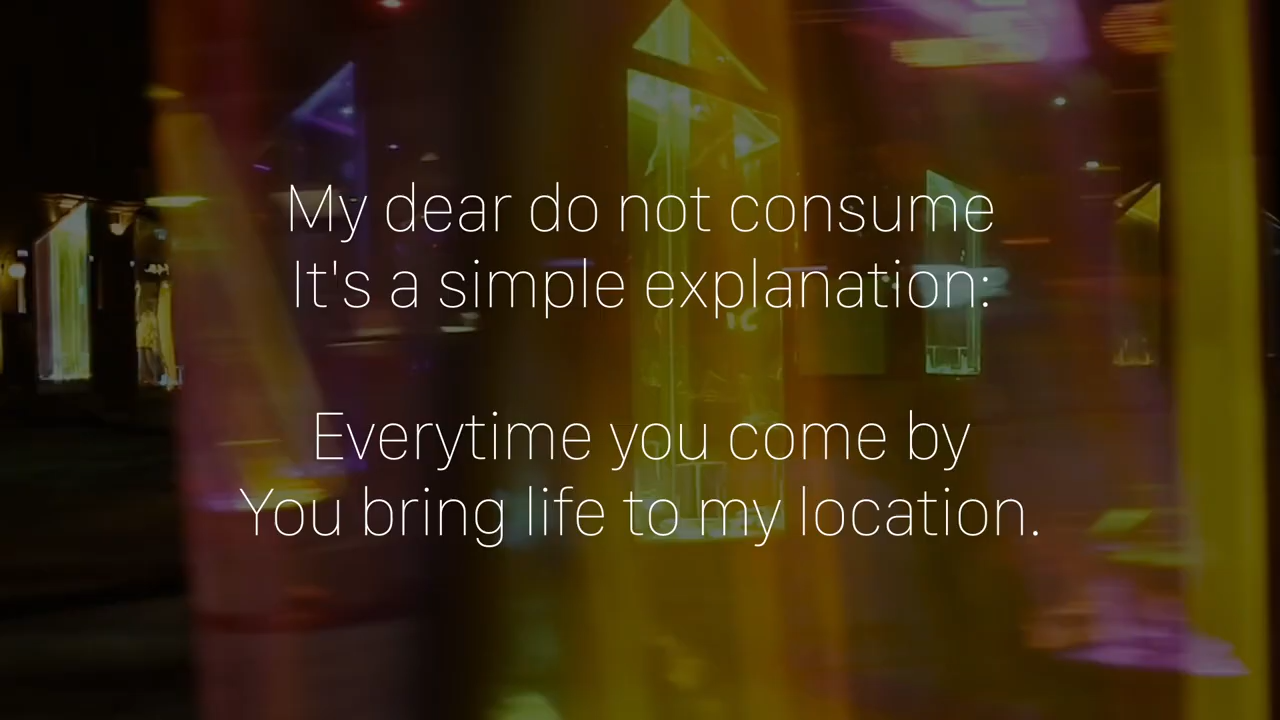 My dear do not consume
It's a simple explanation:
Everytime you come by
You bring life to my location.